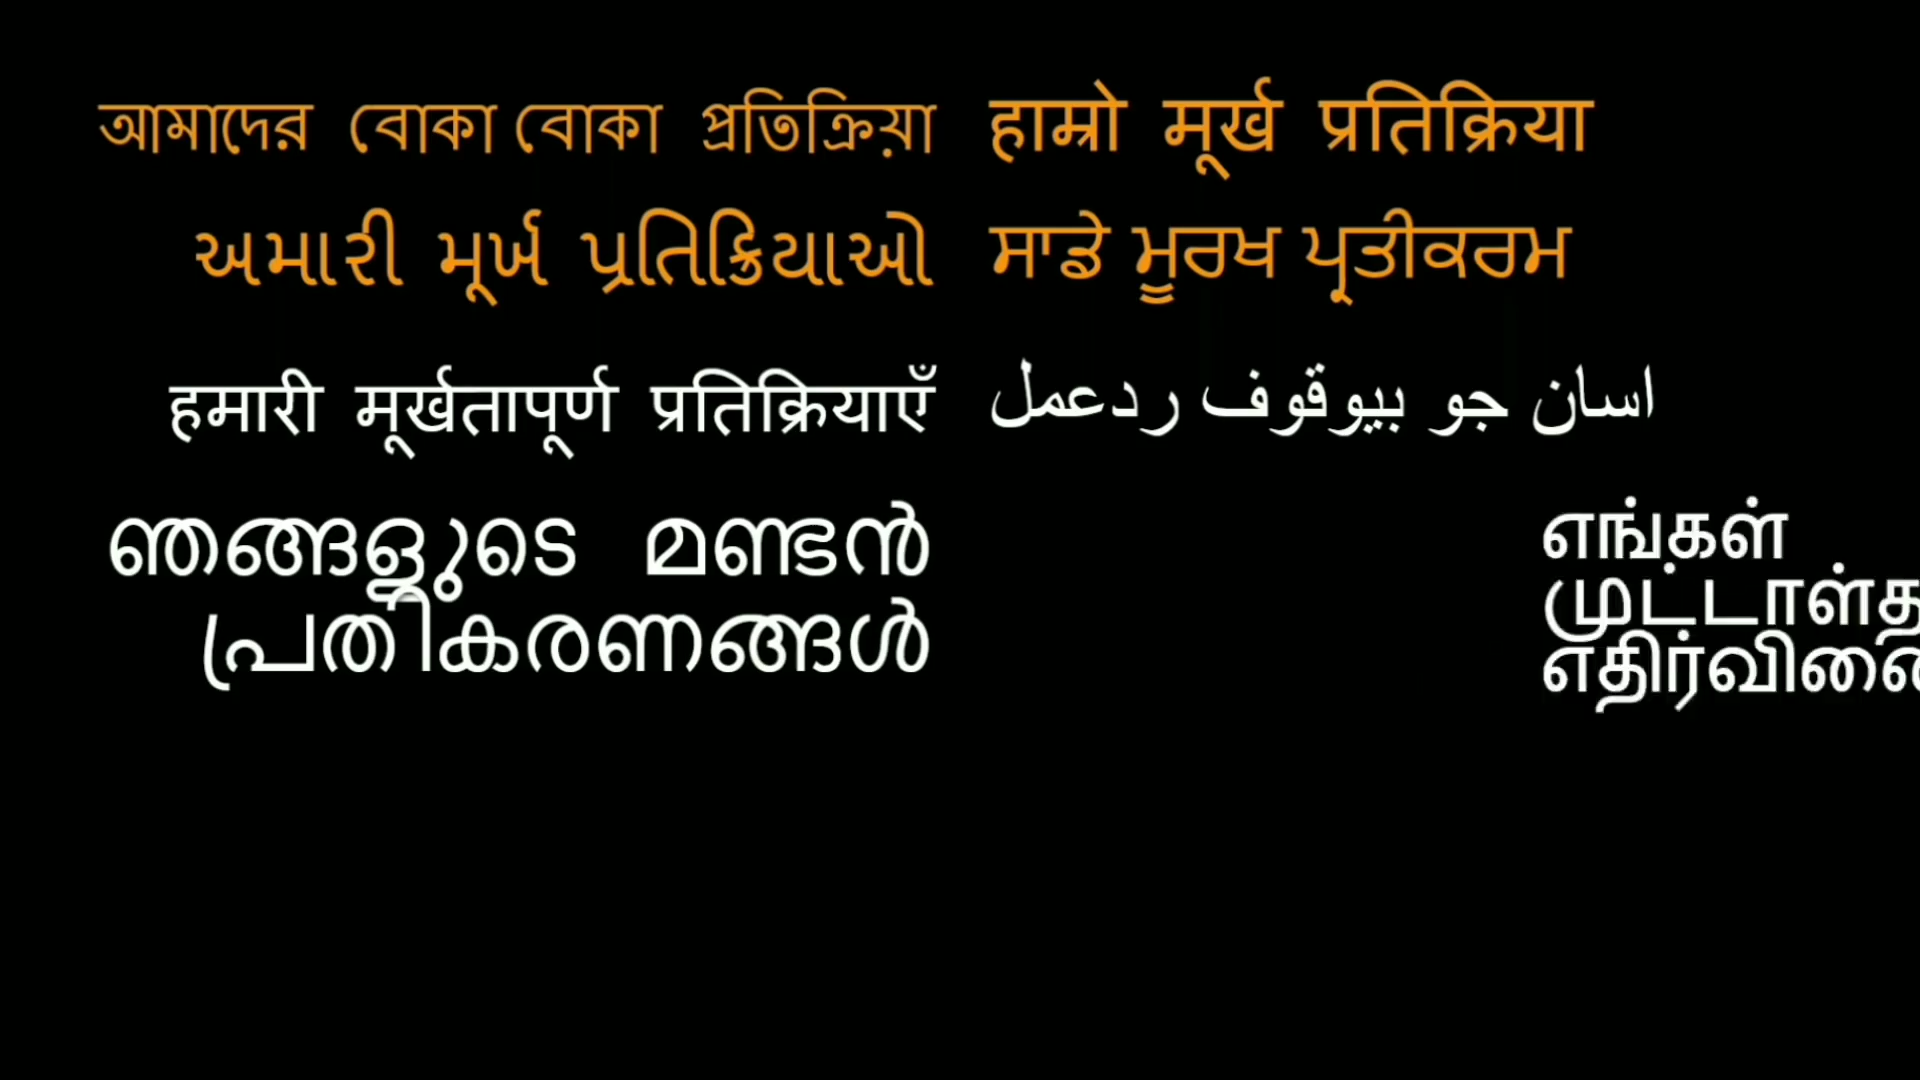 আমাদের বোকা বোকা প্রতিক্রিয়া
हाम्रो मूर्ख प्रतिक्रिया
અમારી મૂર્ખ પ્રતિક્રિયાઓ
ਸਾਡੇ ਮੂਰਖ ਪ੍ਰਤੀਕਰਮ
हमारी मूर्खतापूर्ण प्रतिक्रियाएँ
اسان جو بيوقوف ردعمل
ഞങ്ങളുടെ മണ്ടൻ
പ്രതികരണങ്ങൾ
எங்கள்